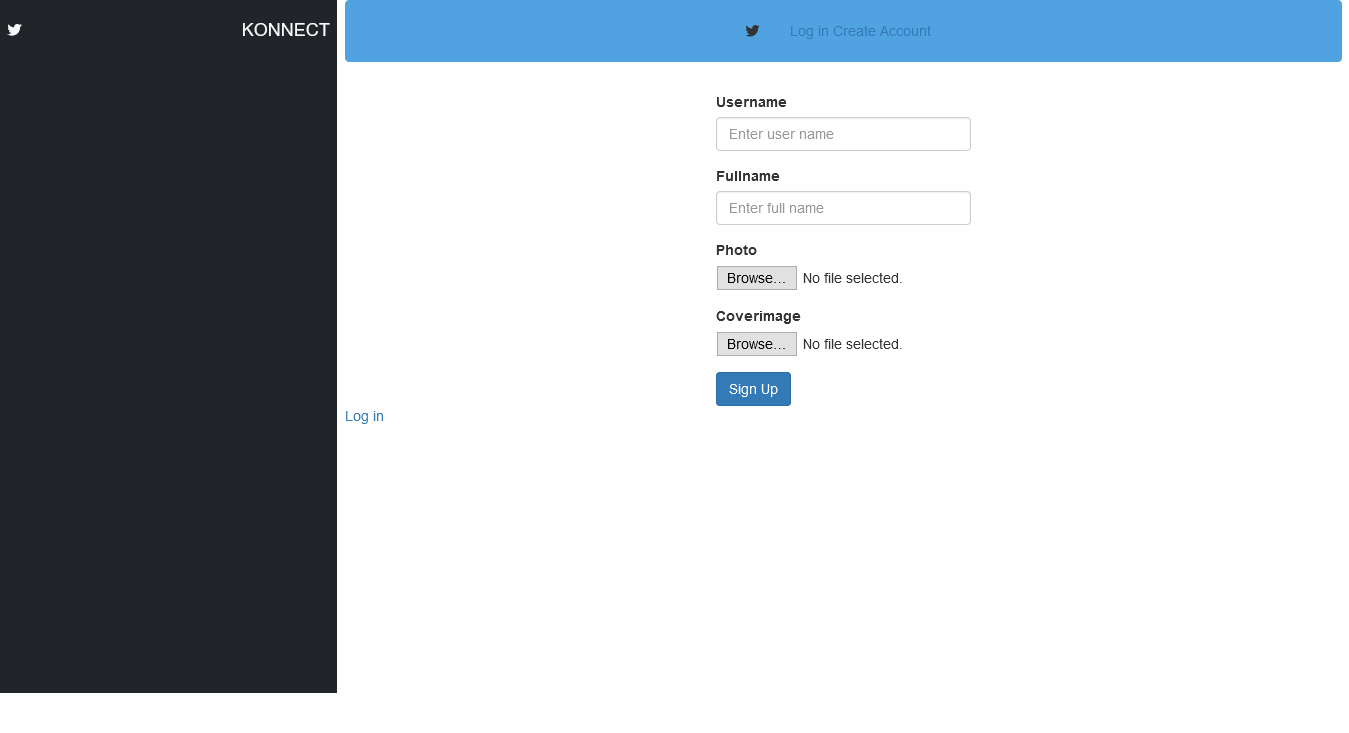 KONNECT
Log in Create Account
Username
Enter user name
Fullname
Enter full name
Photo
Browse... No file selected.
Coverimage
Browse... No file selected.
Sign Up
Log in